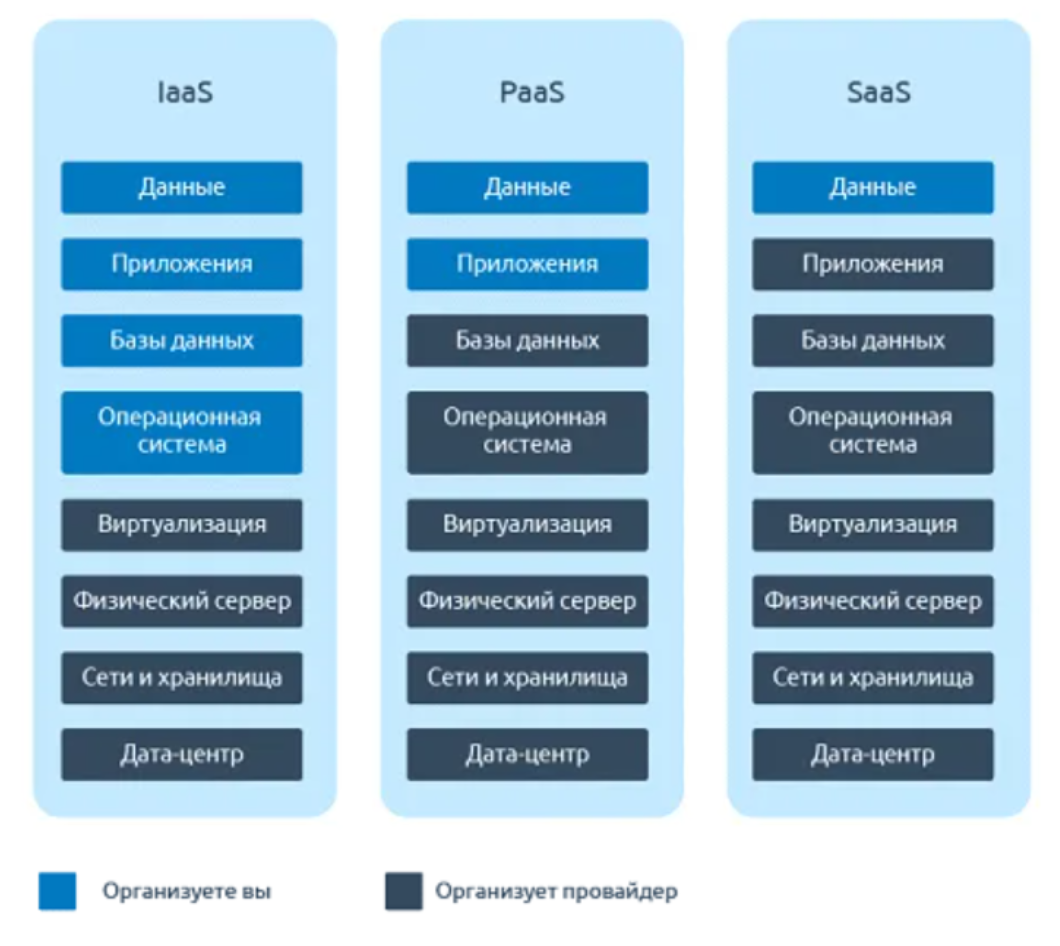 IaaS
Данные
Приложения
Базы данных
Операционная
система
Виртуализация
Физический сервер
Сети и хранилища
Дата-центр
PaaS
Данные
Приложения
Базы данных
Операционная
система
Виртуализация
Физический сервер
Сети и хранилища
Дата-центр
SaaS
Данные
Приложения
Базы данных
Операционная
система
Виртуализация
Физический сервер
Сети и хранилища
Дата-центр
Организуете вы
Организует провайдер